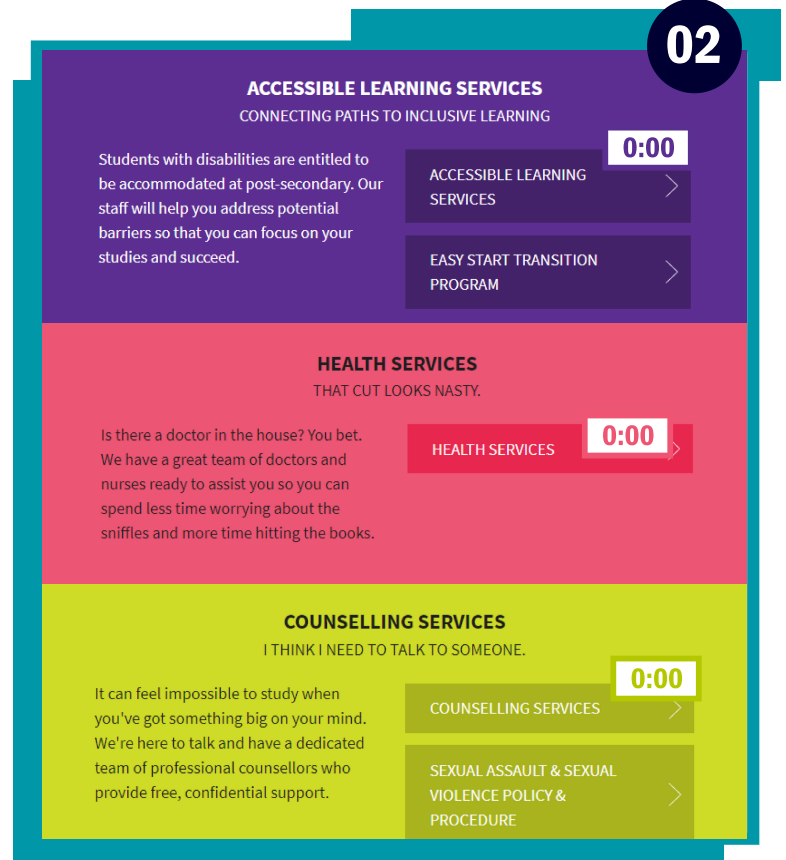 02
ACCESSIBLE LEARNING SERVICES
CONNECTING PATHS TO INCLUSIVE LEARNING
Students with disabilities are entitled to
be accommodated at post-secondary. Our
staff will help you address potential
barriers so that you can focus on your
studies and succeed.
0:00
ACCESSIBLE LEARNING
SERVICES
EASY START TRANSITION
PROGRAM
HEALTH SERVICES
THAT CUT LOOKS NASTY.
Is there a doctor in the house? You bet.
We have a great team of doctors and
nurses ready to assist you so you can
spend less time worrying about the
sniffles and more time hitting the books.
0:00
HEALTH SERVICES
COUNSELLING SERVICES
I THINK I NEED TO TALK TO SOMEONE.
It can feel impossible to study when
you've got something big on your mind.
We're here to talk and have a dedicated
team of professional counsellors who
provide free, confidential support.
0:00
COUNSELLING SERVICES
SEXUAL ASSAULT & SEXUAL
VIOLENCE POLICY &
PROCEDURE